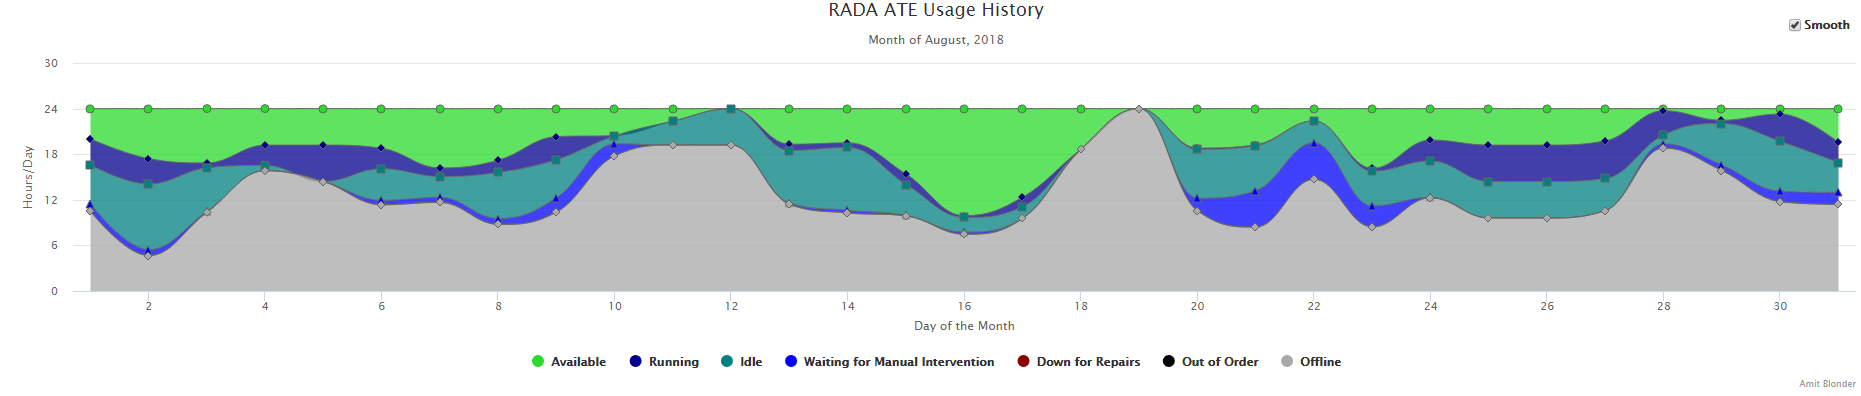 RADA ATE Usage History
Smooth
Month of August, 2018
30
24
18
12
6
0
Hours/Day
2 4 6 8 10 12 14 16 18 20 22 24 26 28 30
Day of the Month
Available Running Idle Waiting for Manual Intervention Down for Repairs Out of Order Offline
Amit Blonder